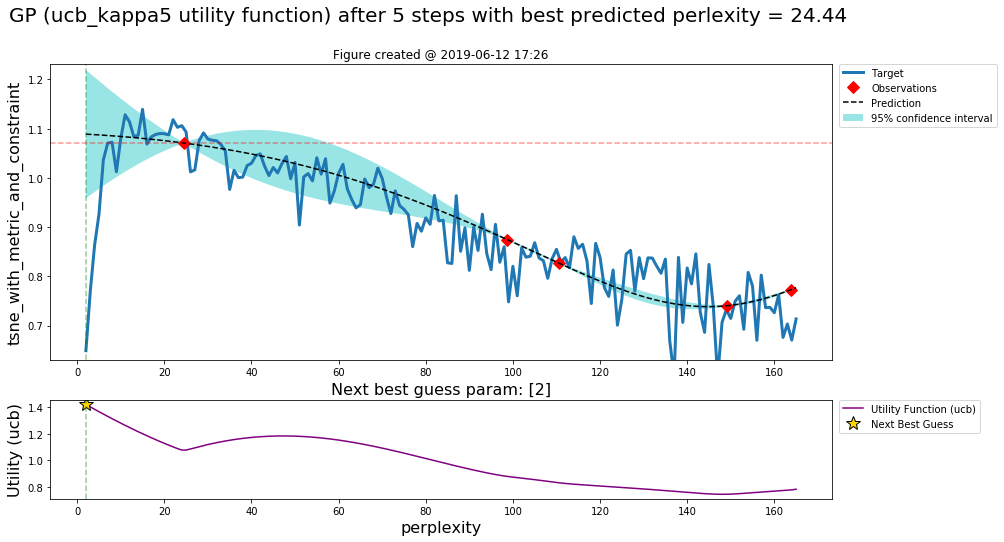 GP (ucb_kappa5 utility function) after 5 steps with best predicted perlexity = 24.44
Figure created @ 2019-06-12 17:26
tsne_with_metric_and_constraint
1.2
1.1
1.0
0.9
0.8
0.7
0 20 40 60 80 100 120 140 160
Target
Observations
Prediction
95% confidence interval
Next best guess param: [2]
Utility (ucb)
1.4
1.2
1.0
0.8
0 20 40 60 80 100 120 140 160
perplexity
Utility Function (ucb)
Next Best Guess